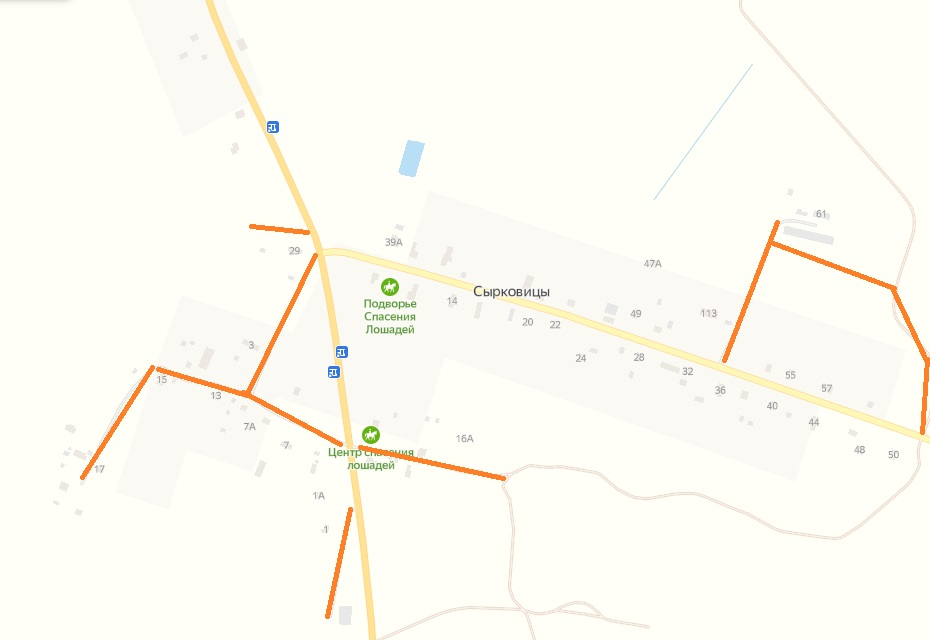 61
29
39А
47А
Подворье
Спасения
Лошадей
14
Сырковицы
20
22
49
113
3
24
28
32
36
55
57
40
44
48
50
15
13
7А
7
17
16А
Центр спасения
лошадей
1А
1